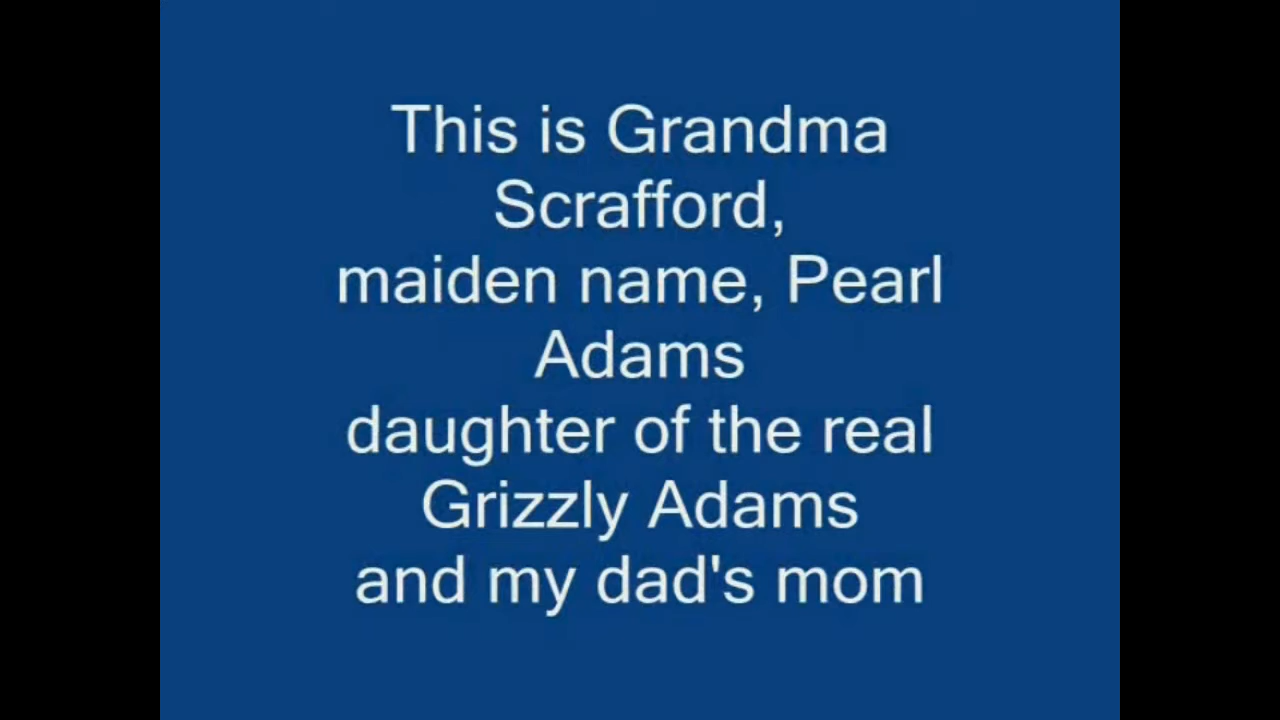 This is Grandma
Scrafford,
maiden name, Pearl
Adams
daughter of the real
Grizzly Adams
and my dad's mom